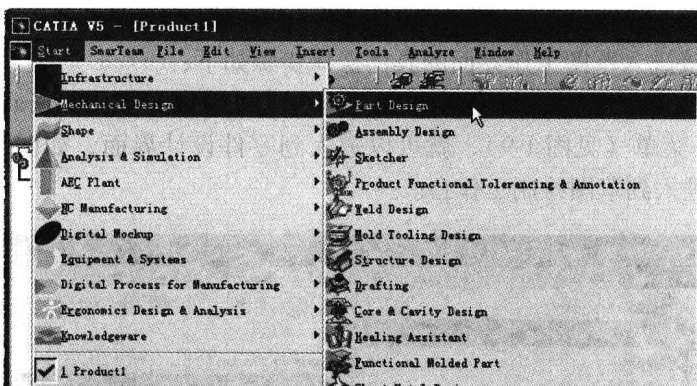 CATIA V5 - [Product1]
Start SmarTeam File Edit View Insert Tools Analyze Window Help
Infrastructure
Mechanical Design
Shape
Analysis & Simulation
AEC Plant
NC Manufacturing
Digital Mockup
Equipment & Systems
Digital Process for Manufacturing
Ergonomics Design & Analysis
Knowledgeware
1 Product1
Part Design
Assembly Design
Sketcher
Product Functional Tolerancing & Annotation
Weld Design
Mold Tooling Design
Structure Design
Drafting
Core & Cavity Design
Healing Assistant
Functional Molded Part